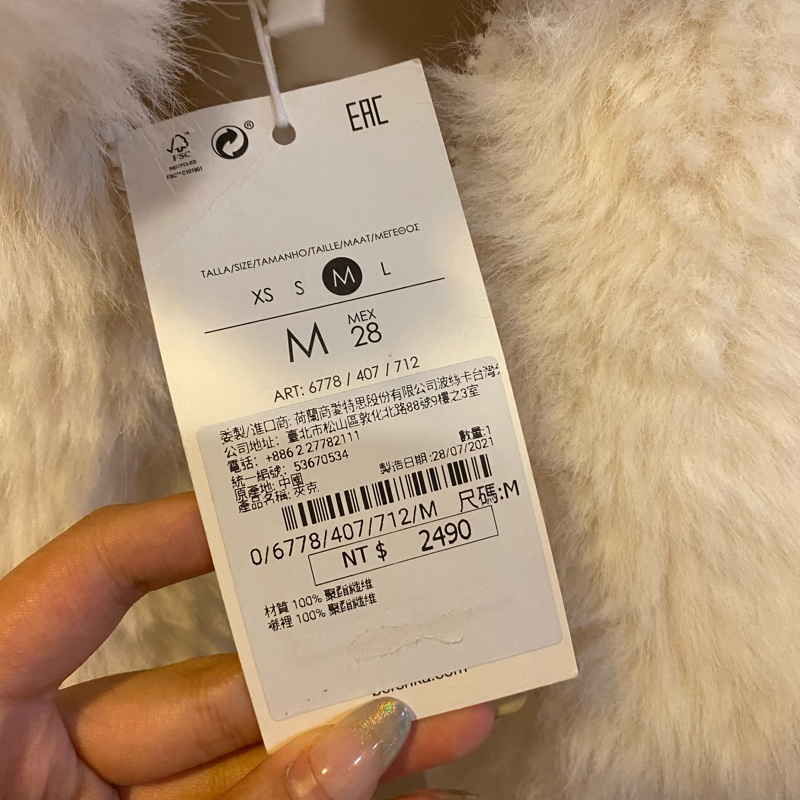 EAC
FSC
RECYCLED
FSC™ C101901
®
TALLA/SIZE/TAMANHO/TAILLE/MAAT/ΜΕΓΕΘΟΣ
XS S M L
M MEX 28
ART: 6778 / 407 / 712
委製/進口商: 荷蘭商愛特思股份有限公司波絲卡台灣分
公司地址: 臺北市松山區敦化北路88號9樓之3室
電話: +886 2 27782111
統一編號: 53670534
數量:1
原產地: 中國
製造日期:28/07/2021
產品名稱: 夾克
0/6778/407/712/M 尺碼:M
NT $ 2490
材質 100% 聚酯纖維
襯裡 100% 聚酯纖維
bershka.com